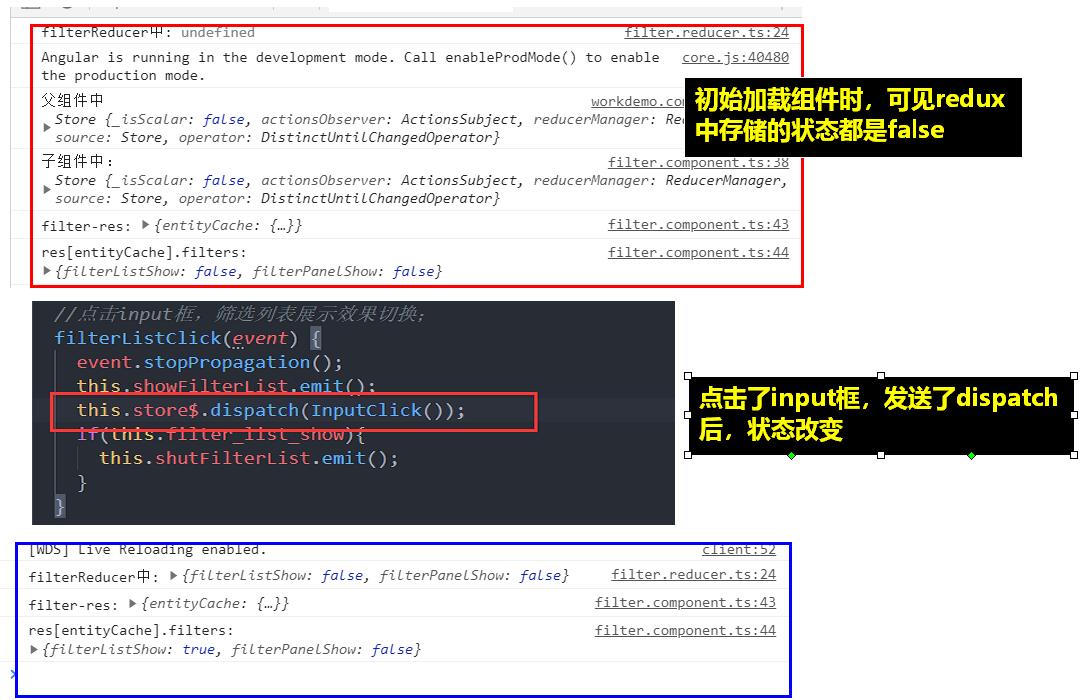 filterReducer中: undefined filter.reducer.ts:24
Angular is running in the development mode. Call enableProdMode() to enable core.js:40480
the production mode.
父组件中 workdemo.com
▶Store {_isScalar: false, actionsObserver: ActionsSubject, reducerManager: Re
source: Store, operator: DistinctUntilChangedOperator}
初始加载组件时，可见redux
中存储的状态都是false
子组件中： filter.component.ts:38
▶Store {_isScalar: false, actionsObserver: ActionsSubject, reducerManager: ReducerManager,
source: Store, operator: DistinctUntilChangedOperator}
filter-res: ▶{entityCache: {…}} filter.component.ts:43
res[entityCache].filters: filter.component.ts:44
▶{filterListShow: false, filterPanelShow: false}
//点击input框，筛选列表展示效果切换;
filterListClick(event) {
event.stopPropagation();
this.showFilterList.emit();
this.store$.dispatch(InputClick());
if(this.filter_list_show){
this.shutFilterList.emit();
}
}
点击了input框，发送了dispatch
后，状态改变
[WDS] Live Reloading enabled. client:52
filterReducer中: ▶{filterListShow: false, filterPanelShow: false} filter.reducer.ts:24
filter-res: ▶{entityCache: {…}} filter.component.ts:43
res[entityCache].filters: filter.component.ts:44
▶{filterListShow: true, filterPanelShow: false}